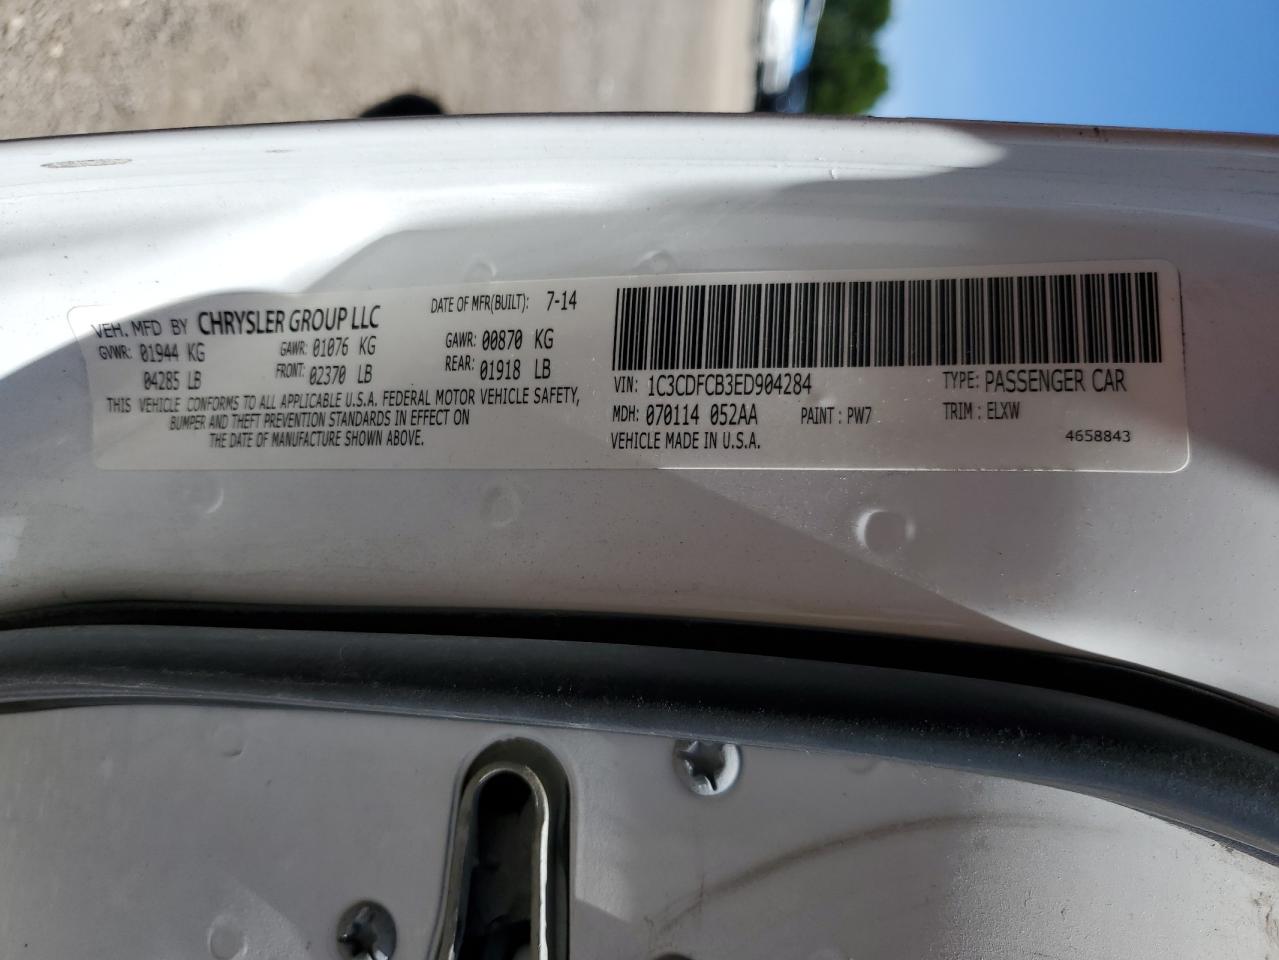 VEH. MFD BY CHRYSLER GROUP LLC DATE OF MFR(BUILT): 7-14
GVWR: 01944 KG GAWR: 01076 KG GAWR: 00870 KG
04285 LB FRONT: 02370 LB REAR: 01918 LB
THIS VEHICLE CONFORMS TO ALL APPLICABLE U.S.A. FEDERAL MOTOR VEHICLE SAFETY,
BUMPER AND THEFT PREVENTION STANDARDS IN EFFECT ON
THE DATE OF MANUFACTURE SHOWN ABOVE.
VIN: 1C3CDFCB3ED904284 TYPE: PASSENGER CAR
MDH: 070114 052AA PAINT: PW7 TRIM: ELXW
VEHICLE MADE IN U.S.A. 4658843